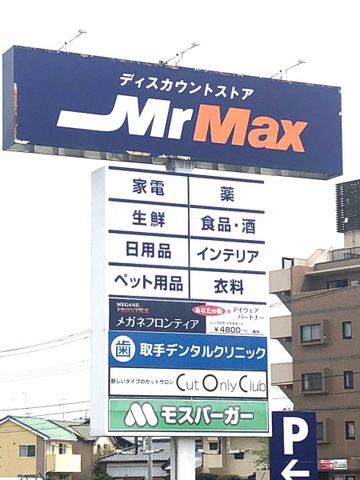 ディスカウントストア
MrMax
家電 薬
生鮮 食品・酒
日用品 インテリア
ペット用品 衣料
MEGANE
FRONTIER
メガネフロンティア
あなたの街のアイウェア
パートナー
¥4800～
歯 取手デンタルクリニック
新しいタイプのカットサロン Cut Only Club
モスバーガー
P
←